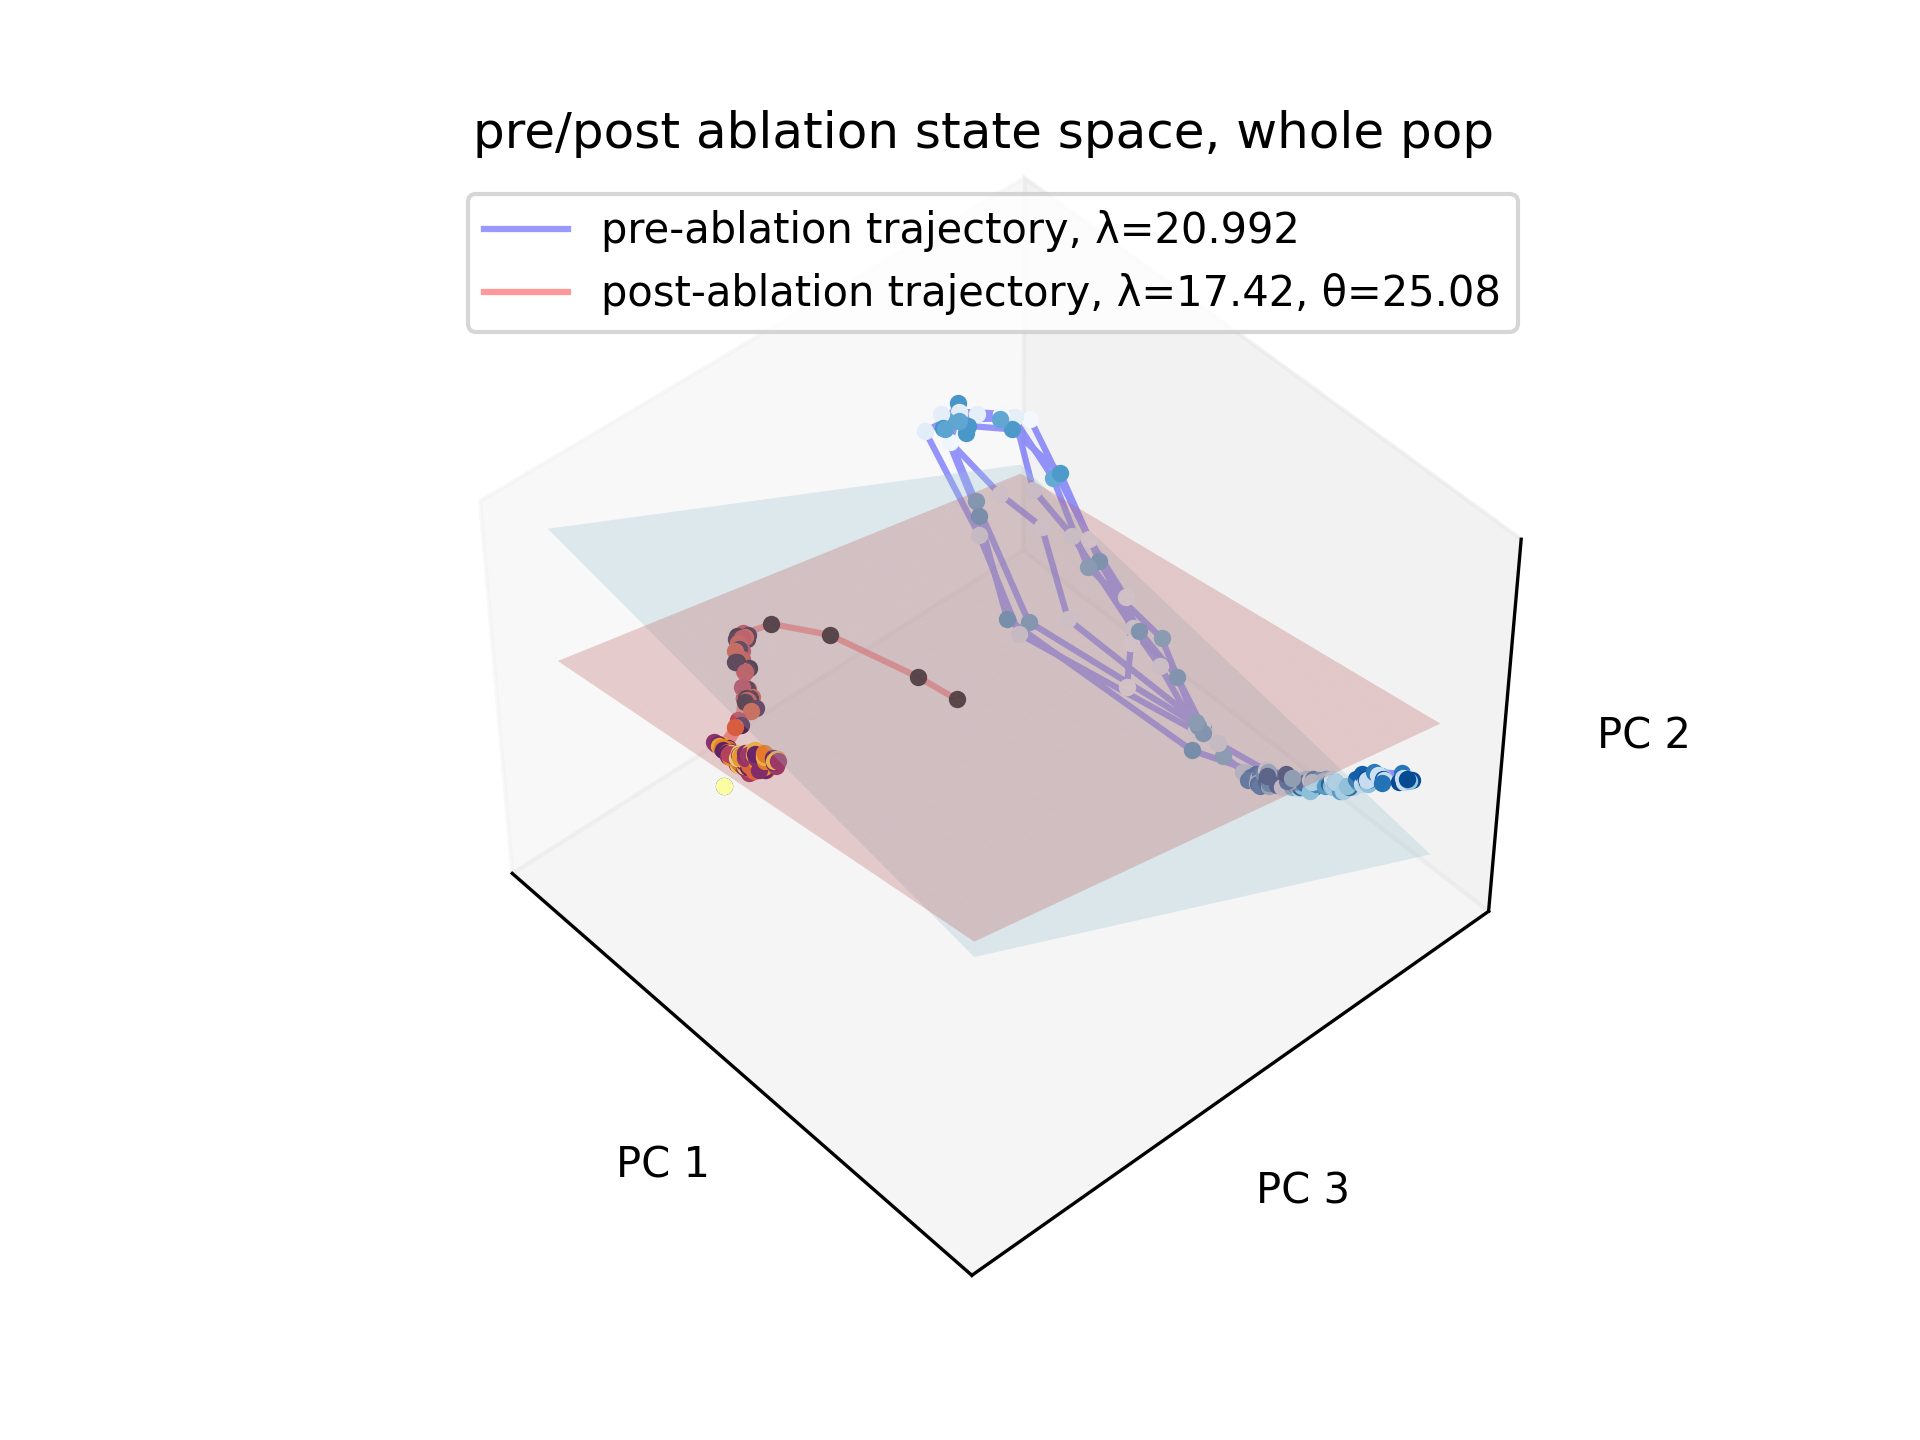 pre/post ablation state space, whole pop
pre-ablation trajectory, λ=20.992
post-ablation trajectory, λ=17.42, θ=25.08
PC 2
PC 1
PC 3